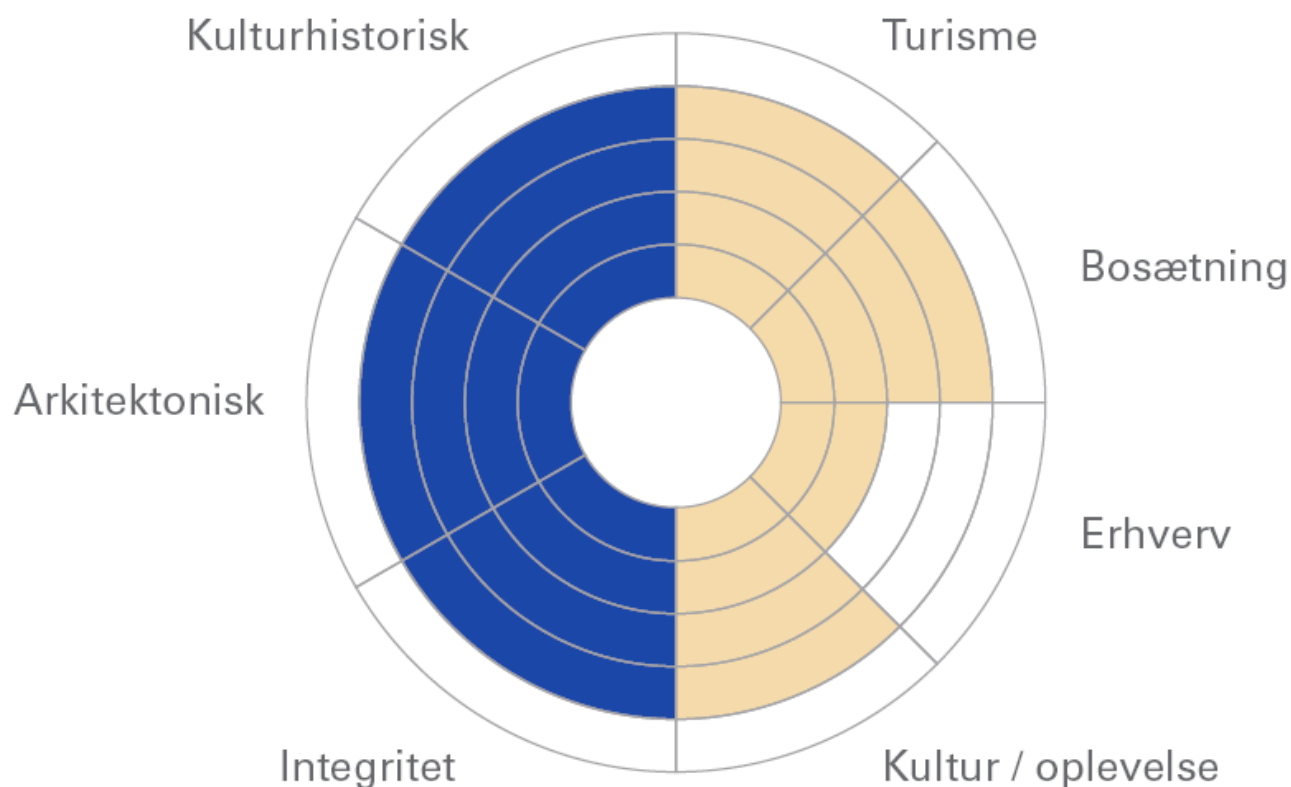 Kulturhistorisk
Turisme
Bosætning
Arkitektonisk
Erhverv
Integritet
Kultur / oplevelse